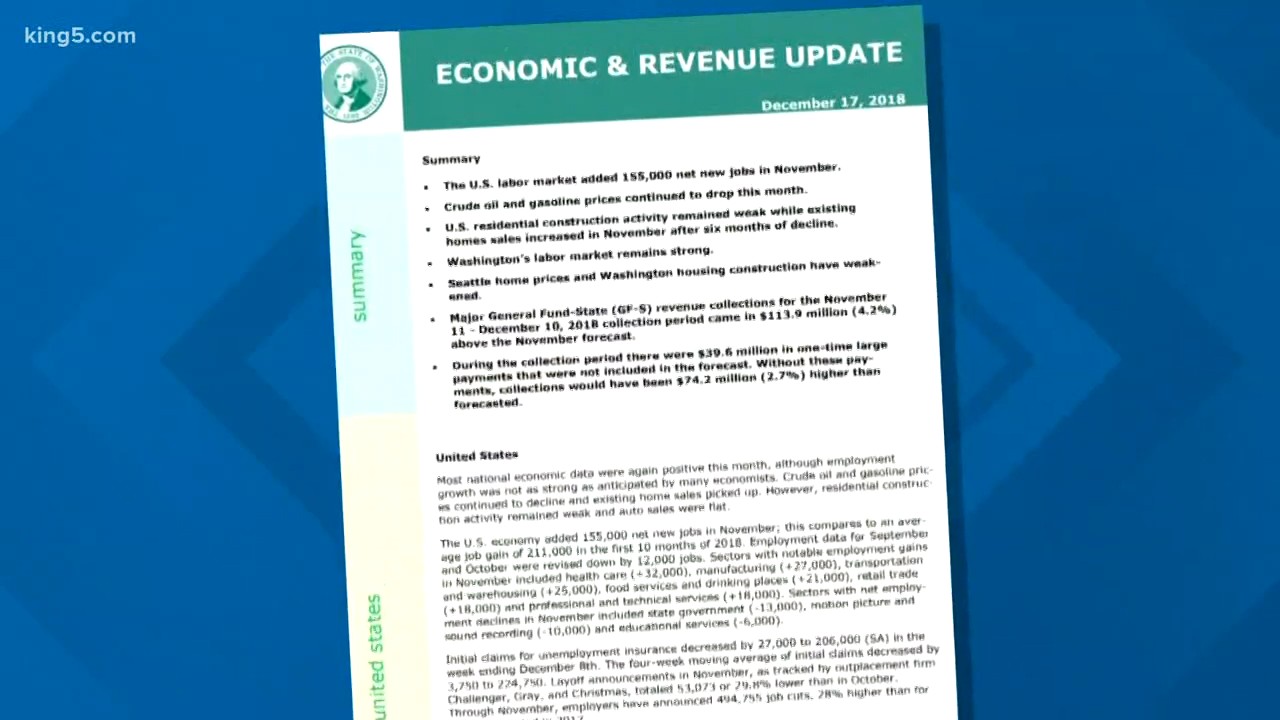 king5.com
THE STATE OF WASHINGTON
ECONOMIC & REVENUE UPDATE
December 17, 2018
summary
Summary
• The U.S. labor market added 155,000 net new jobs in November.
• Crude oil and gasoline prices continued to drop this month.
• U.S. residential construction activity remained weak while existing
homes sales increased in November after six months of decline.
• Washington's labor market remains strong.
• Seattle home prices and Washington housing construction have weak-
ened.
• Major General Fund-State (GF-S) revenue collections for the November
11 - December 10, 2018 collection period came in $113.9 million (4.2%)
above the November forecast.
• During the collection period there were $39.6 million in one-time large
payments that were not included in the forecast. Without these pay-
ments, collections would have been $74.2 million (2.7%) higher than
forecasted.
united states
United States
Most national economic data were again positive this month, although employment
growth was not as strong as anticipated by many economists. Crude oil and gasoline pric-
es continued to decline and existing home sales picked up. However, residential construc-
tion activity remained weak and auto sales were flat.
The U.S. economy added 155,000 net new jobs in November; this compares to an aver-
age job gain of 211,000 in the first 10 months of 2018. Employment data for September
and October were revised down by 12,000 jobs. Sectors with notable employment gains
in November included health care (+32,000), manufacturing (+27,000), transportation
and warehousing (+25,000), food services and drinking places (+21,000), retail trade
(+18,000) and professional and technical services (+18,000). Sectors with net employ-
ment declines in November included state government (-13,000), motion picture and
sound recording (-10,000) and educational services (-6,000).
Initial claims for unemployment insurance decreased by 27,000 to 206,000 (SA) in the
week ending December 8th. The four-week moving average of initial claims decreased by
3,750 to 224,750. Layoff announcements in November, as tracked by outplacement firm
Challenger, Gray, and Christmas, totaled 53,073 or 29.8% lower than in October.
Through November, employers have announced 494,755 job cuts, 28% higher than for
in 2017.